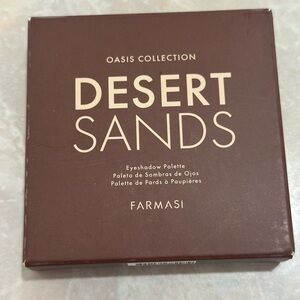 OASIS COLLECTION
DESERT
SANDS
Eyeshadow Palette
Paleta de Sombras de Ojos
Palette de Fards à Paupières
FARMASI